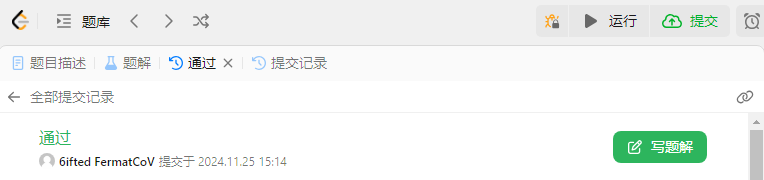 题库 运行 提交
题目描述 题解 通过 提交记录
全部提交记录
通过
写题解
6ifted FermatCoV 提交于 2024.11.25 15:14